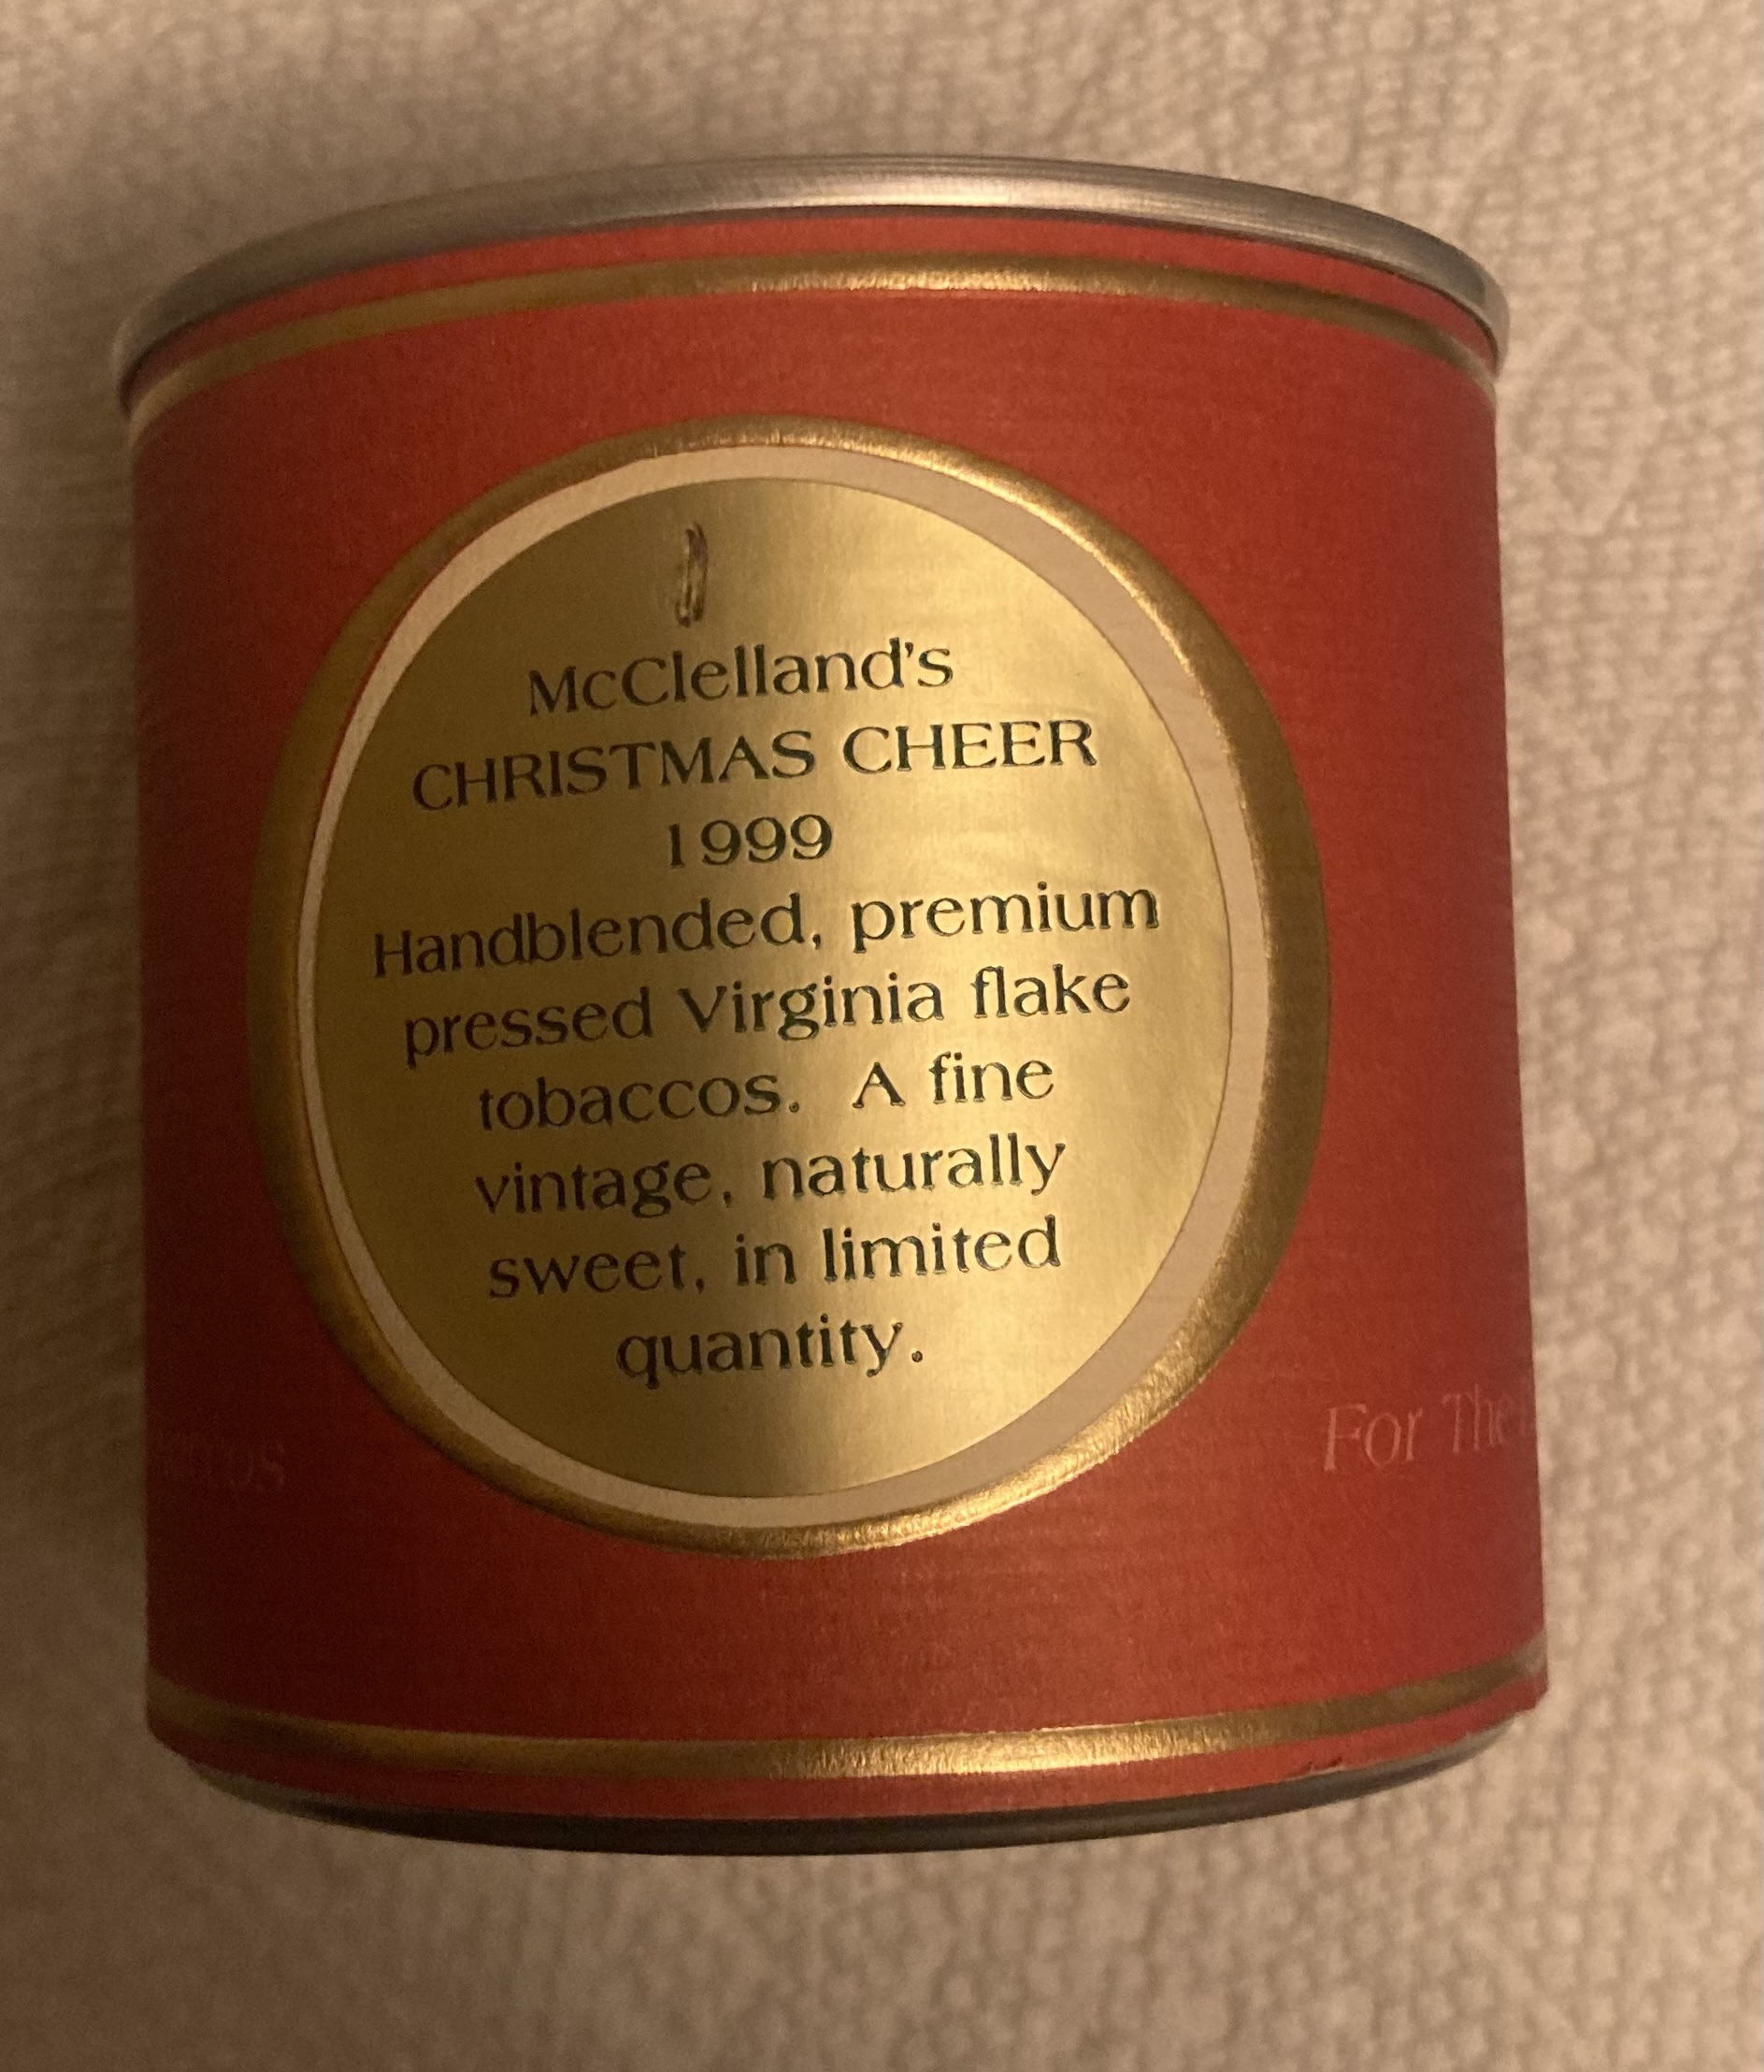 McClelland's
CHRISTMAS CHEER
1999
Handblended, premium
pressed Virginia flake
tobaccos. A fine
vintage, naturally
sweet, in limited
quantity.
For The